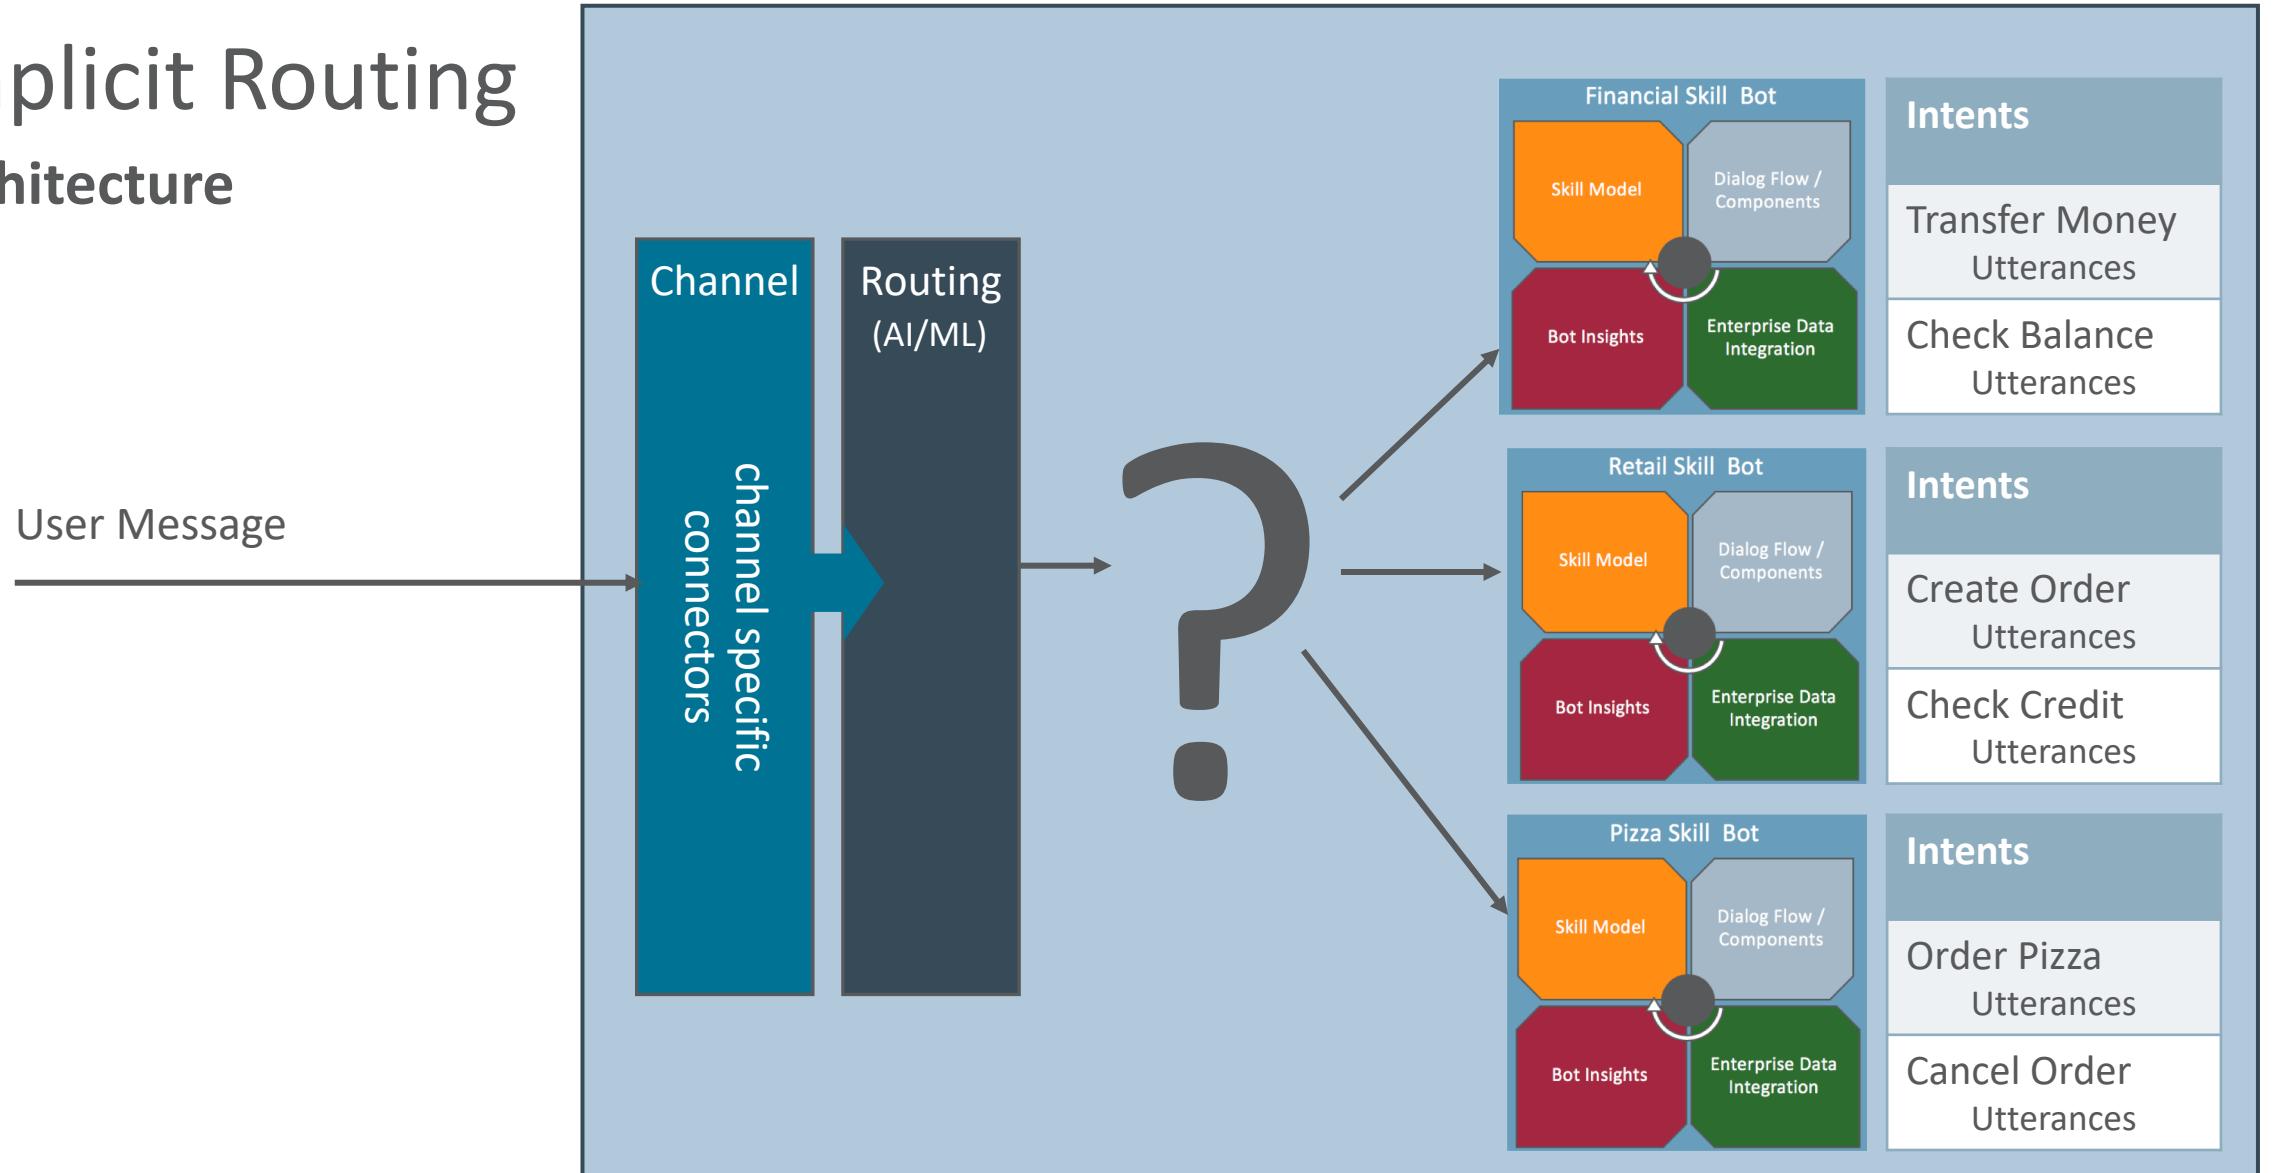 plicit Routing
hitecture
User Message
Channel
channel specific
connectors
Routing
(AI/ML)
?
Financial Skill Bot
Skill Model
Dialog Flow /
Components
Bot Insights
Enterprise Data
Integration
Intents
Transfer Money
Utterances
Check Balance
Utterances
Retail Skill Bot
Skill Model
Dialog Flow /
Components
Bot Insights
Enterprise Data
Integration
Intents
Create Order
Utterances
Check Credit
Utterances
Pizza Skill Bot
Skill Model
Dialog Flow /
Components
Bot Insights
Enterprise Data
Integration
Intents
Order Pizza
Utterances
Cancel Order
Utterances